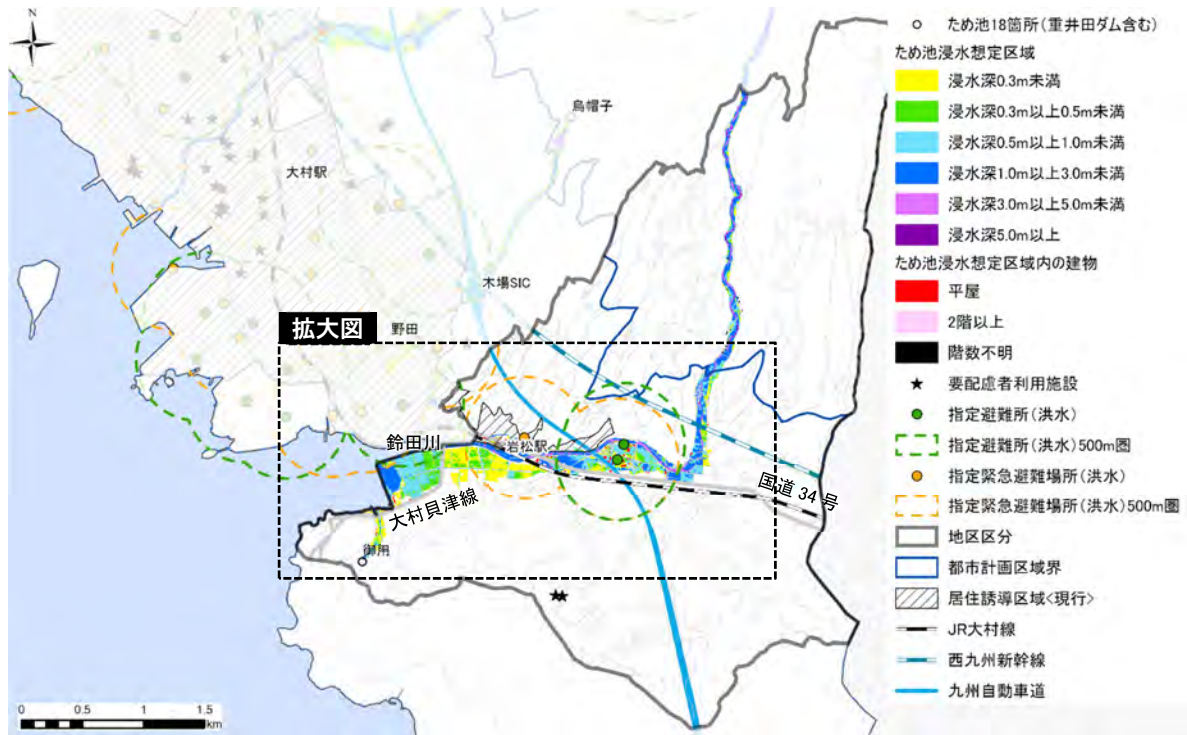 N
烏帽子
大村駅
木場SIC
拡大図
野田
鈴田川
岩松駅
国道 34 号
大村貝津線
御用
0 0.5 1 1.5
km
ため池18箇所(重井田ダム含む)
ため池浸水想定区域
浸水深0.3m未満
浸水深0.3m以上0.5m未満
浸水深0.5m以上1.0m未満
浸水深1.0m以上3.0m未満
浸水深3.0m以上5.0m未満
浸水深5.0m以上
ため池浸水想定区域内の建物
平屋
2階以上
階数不明
要配慮者利用施設
指定避難所(洪水)
指定避難所(洪水)500m圏
指定緊急避難場所(洪水)
指定緊急避難場所(洪水)500m圏
地区区分
都市計画区域界
居住誘導区域<現行>
JR大村線
西九州新幹線
九州自動車道